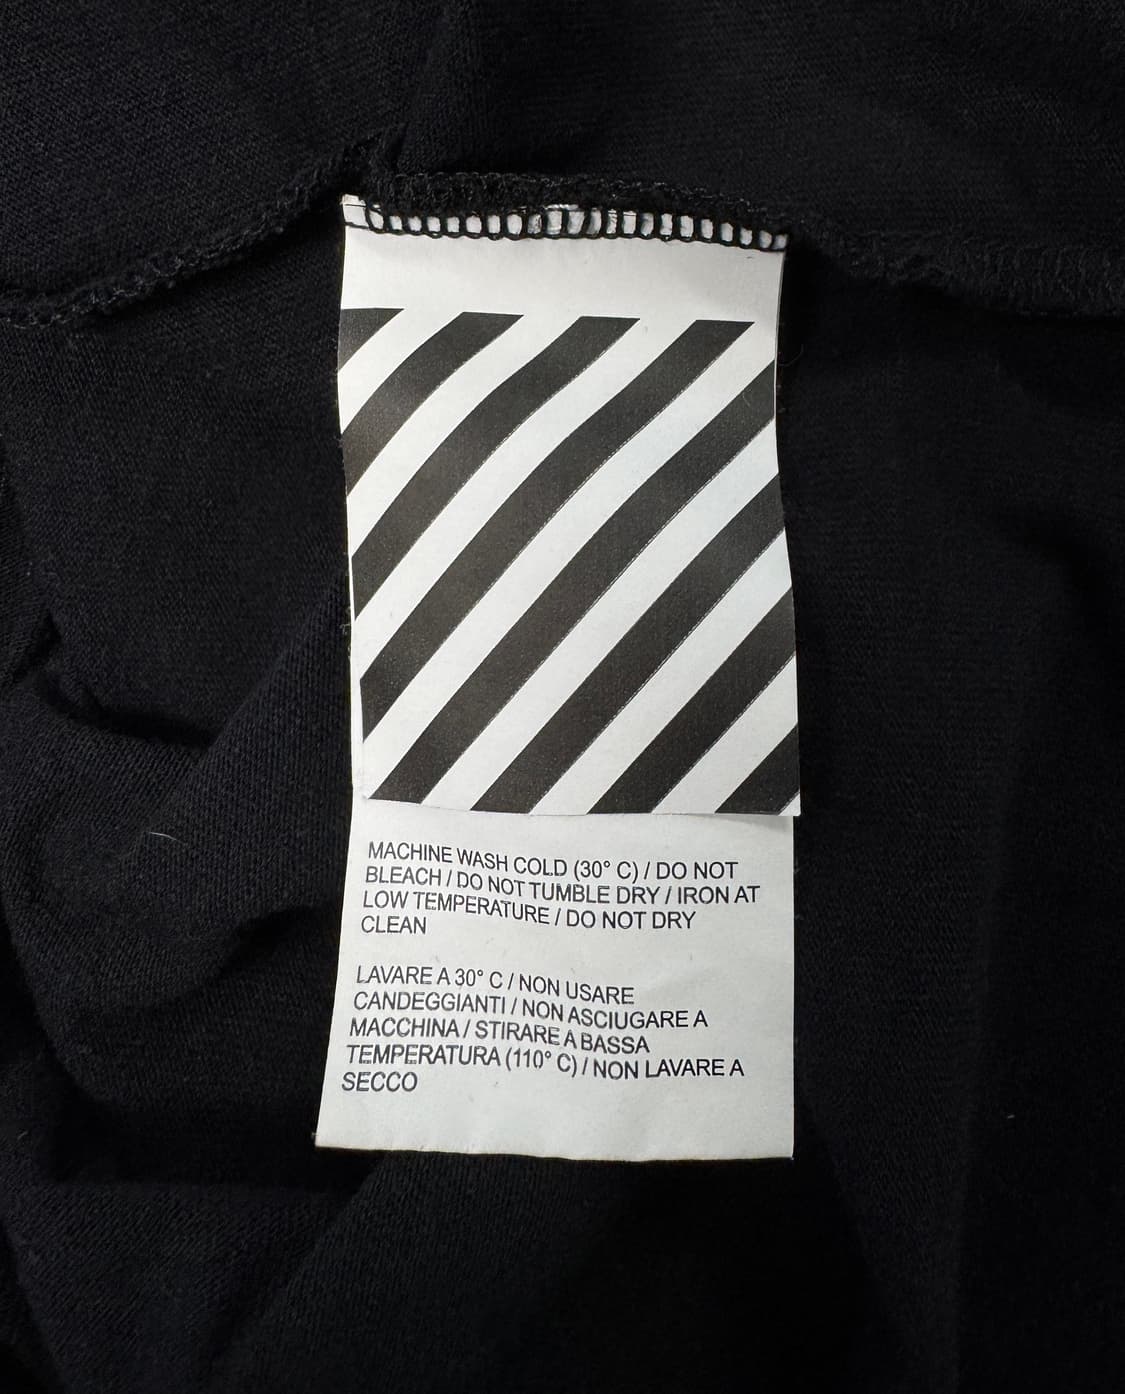 MACHINE WASH COLD (30° C) / DO NOT
BLEACH / DO NOT TUMBLE DRY / IRON AT
LOW TEMPERATURE / DO NOT DRY
CLEAN
LAVARE A 30° C / NON USARE
CANDEGGIANTI / NON ASCIUGARE A
MACCHINA / STIRARE A BASSA
TEMPERATURA (110° C) / NON LAVARE A
SECCO